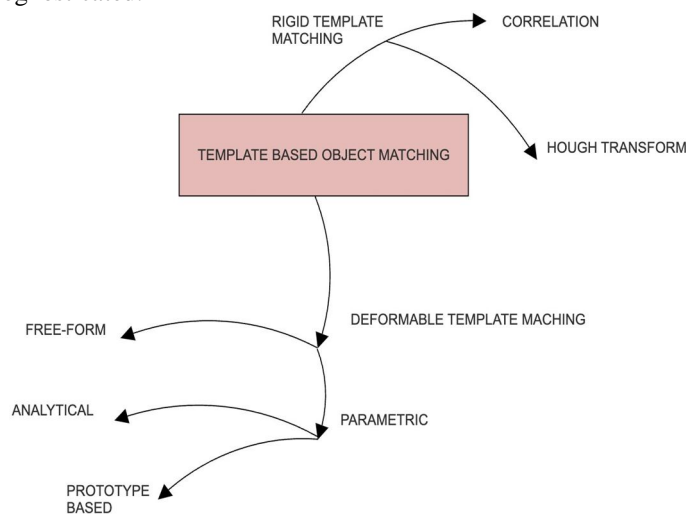 RIGID TEMPLATE
MATCHING
CORRELATION
HOUGH TRANSFORM
TEMPLATE BASED OBJECT MATCHING
DEFORMABLE TEMPLATE MACHING
FREE-FORM
ANALYTICAL
PARAMETRIC
PROTOTYPE
BASED